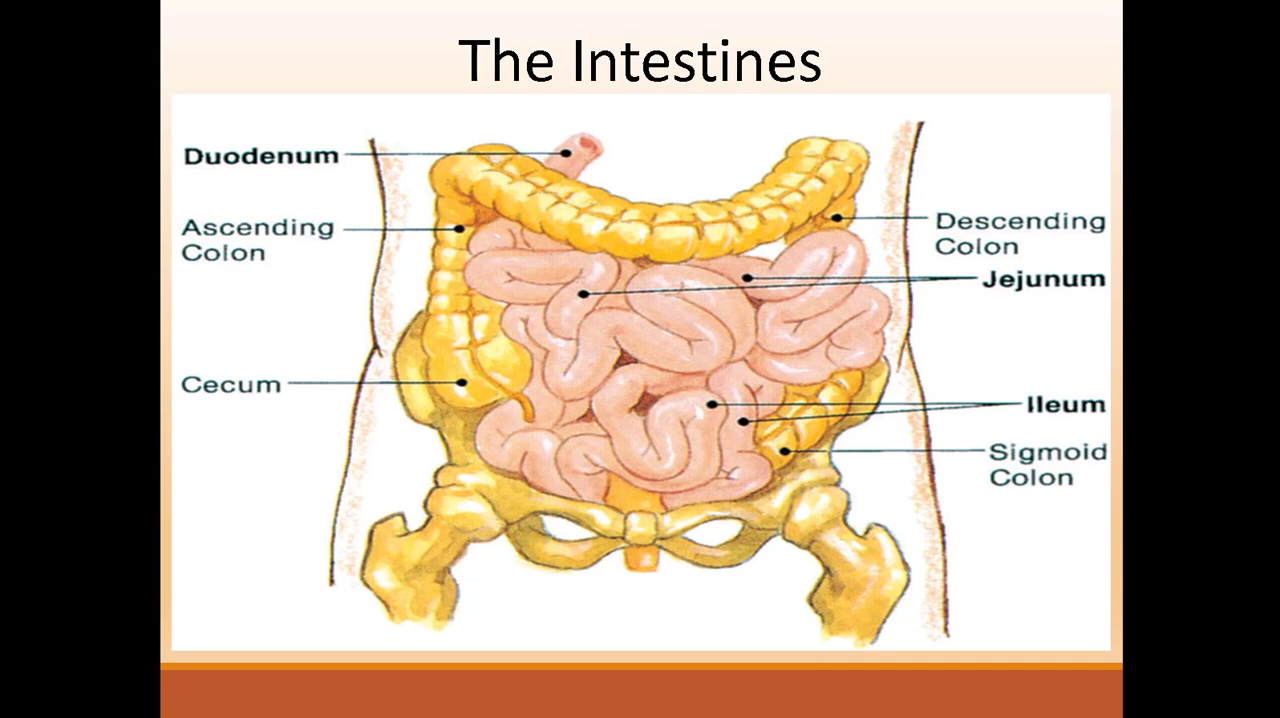 The Intestines
Duodenum
Ascending
Colon
Cecum
Descending
Colon
Jejunum
Ileum
Sigmoid
Colon